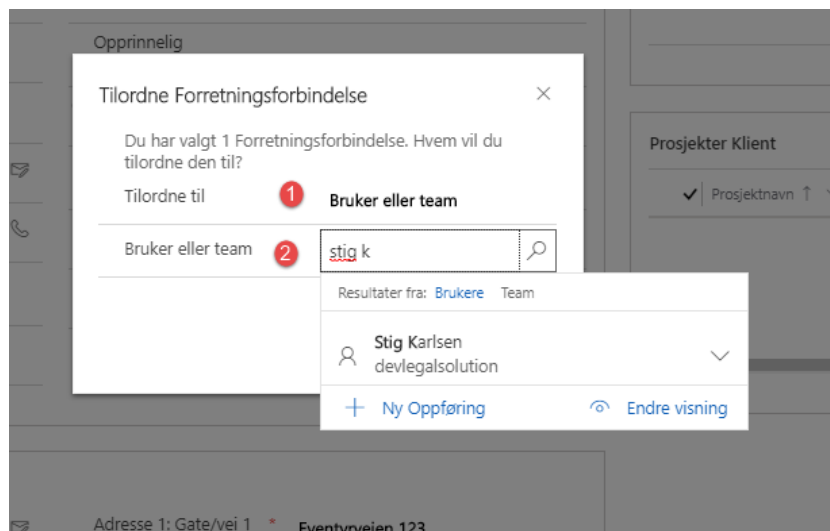 Opprinnelig
Tilordne Forretningsforbindelse
Du har valgt 1 Forretningsforbindelse. Hvem vil du
tilordne den til?
Tilordne til 1 Bruker eller team
Bruker eller team 2 stig k
Resultater fra: Brukere Team
Stig Karlsen
devlegalsolution
Ny Oppføring Endre visning
Prosjekter Klient
Prosjektnavn ↑
Adresse 1: Gate/vei 1 * Eventyrveien 123